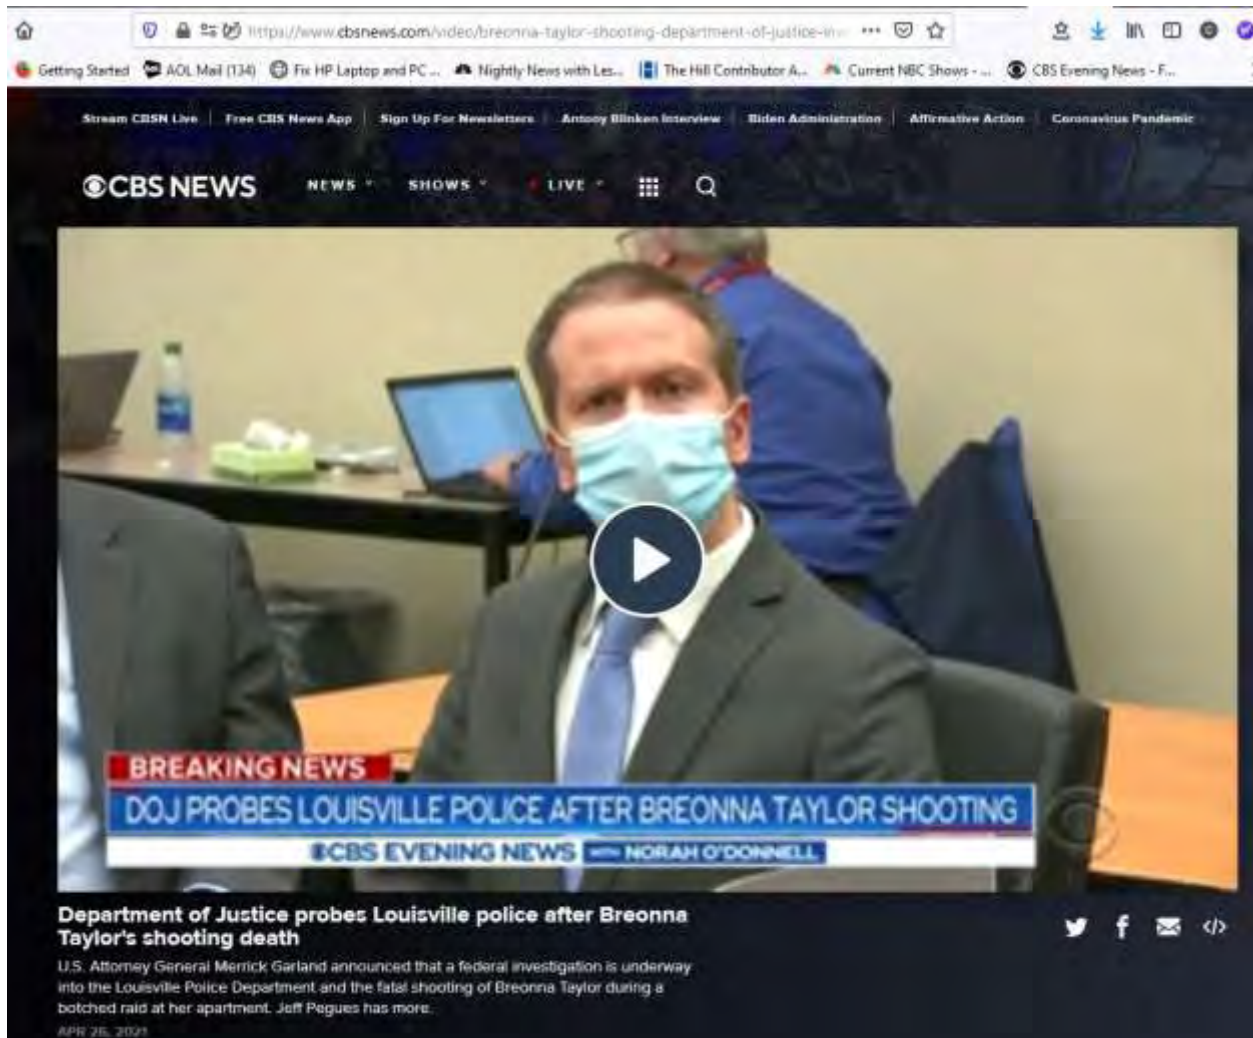 https://www.cbsnews.com/video/breonna-taylor-shooting-department-of-justice-in
Getting Started AOL Mail (134) Fix HP Laptop and PC ... Nightly News with Les... The Hill Contributor A... Current NBC Shows - ... CBS Evening News - F...
Stream CBSN Live Free CBS News App Sign Up For Newsletters Antony Blinken Interview Biden Administration Affirmative Action Coronavirus Pandemic
CBS NEWS NEWS SHOWS LIVE
BREAKING NEWS
DOJ PROBES LOUISVILLE POLICE AFTER BREONNA TAYLOR SHOOTING
CBS EVENING NEWS WITH NORAH O'DONNELL
Department of Justice probes Louisville police after Breonna
Taylor's shooting death
U.S. Attorney General Merrick Garland announced that a federal investigation is underway
into the Louisville Police Department and the fatal shooting of Breonna Taylor during a
botched raid at her apartment. Jeff Pegues has more.
APR 26, 2021